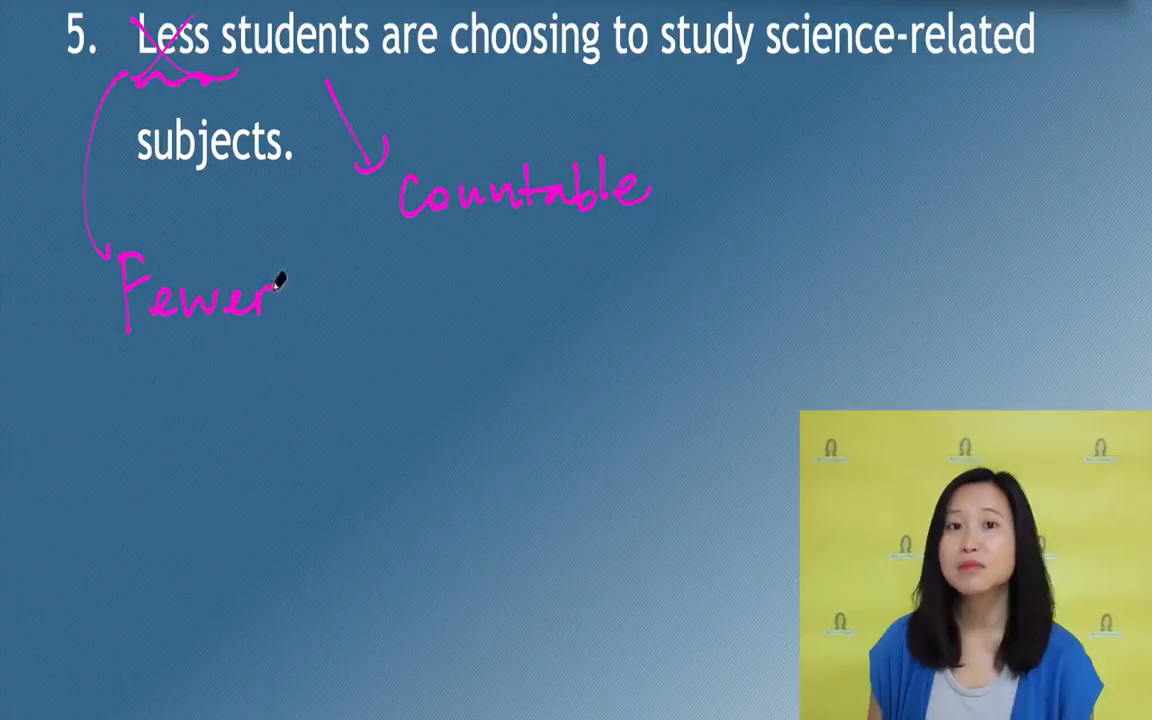 5. Less students are choosing to study science-related
subjects.
countable
Fewer